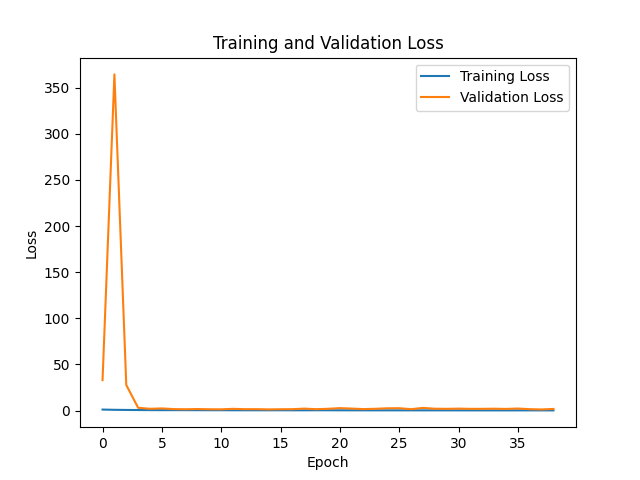 Training and Validation Loss
Training Loss
Validation Loss
350
300
250
200
150
100
50
0
Loss
0 5 10 15 20 25 30 35
Epoch